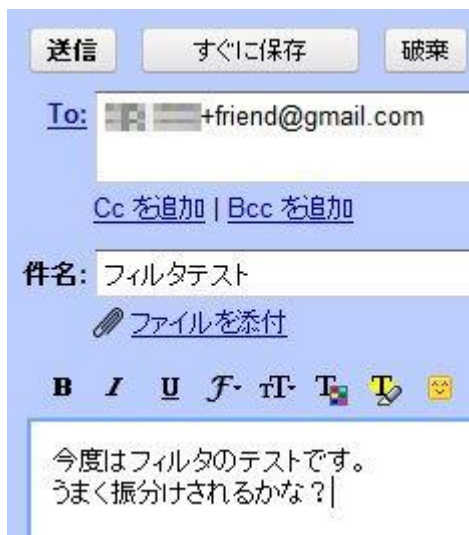 送信 すぐに保存 破棄
To: +friend@gmail.com
Cc を追加 | Bcc を追加
件名: フィルタテスト
ファイルを添付
B I U F T T T
今度はフィルタのテストです。
うまく振分けされるかな？